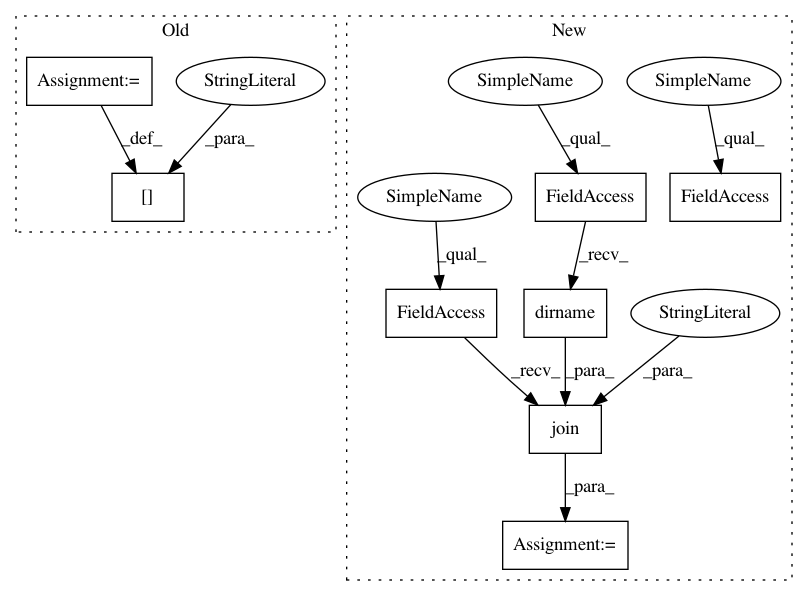 Old
New
Assignment:=
StringLiteral
SimpleName
SimpleName
_def_
_para_
_qual_
_qual_
[]
SimpleName
FieldAccess
FieldAccess
_qual_
_recv_
FieldAccess
dirname
StringLiteral
_recv_
_para_
_para_
join
_para_
Assignment:=